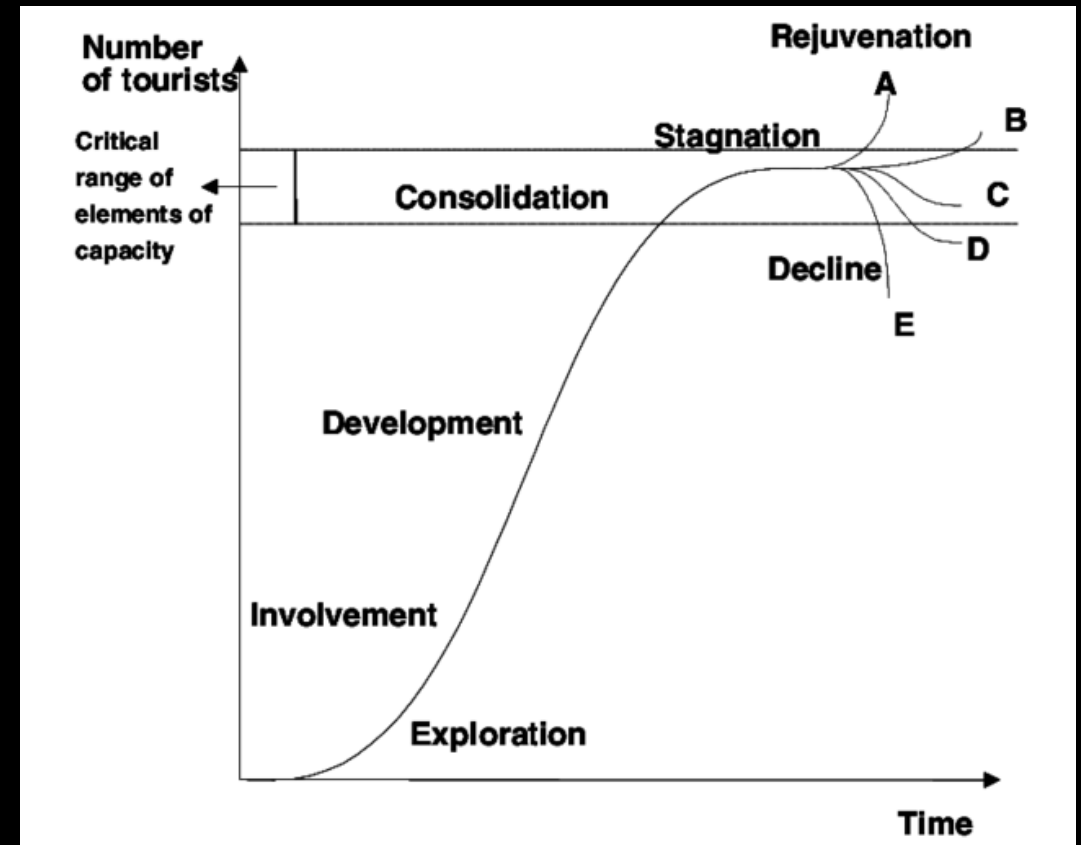 Number
of tourists
Rejuvenation
A
B
Critical
range of
elements of
capacity
Stagnation
Consolidation
C
D
Decline
E
Development
Involvement
Exploration
Time